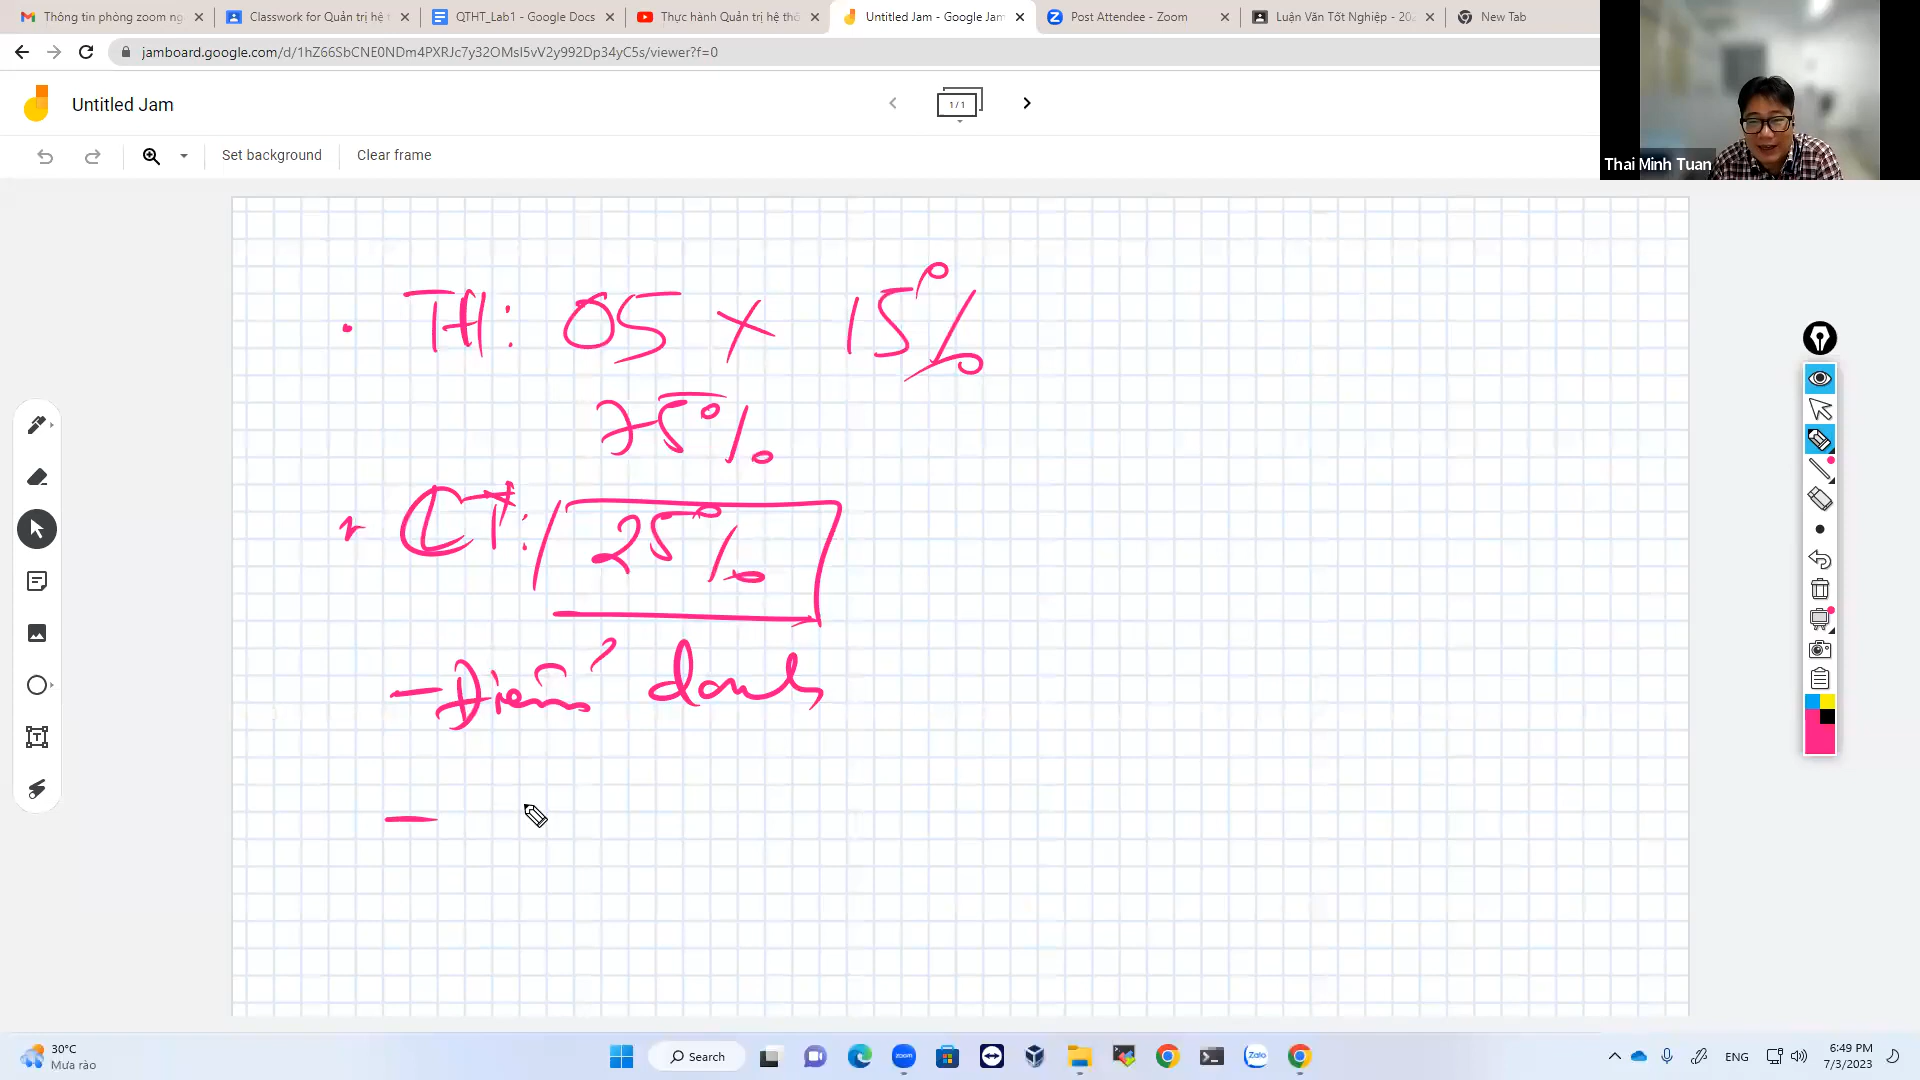 Thông tin phòng zoom ng
Classwork for Quản trị hệ t
QTHT_Lab1 - Google Docs
Thực hành Quản trị hệ thố
Untitled Jam - Google Jam
Post Attendee - Zoom
Luận Văn Tốt Nghiệp - 20
New Tab
jamboard.google.com/d/1hZ66SbCNE0NDm4PXRJc7y32OMsI5vV2y992Dp34yC5s/viewer?f=0
Untitled Jam
1 / 1
Set background
Clear frame
Thai Minh Tuan
. TH: 05 x 15%
75%
CT: 25%
- Điểm danh
-
30°C
Mưa rào
Search
zoom
Zalo
ENG
6:49 PM
7/3/2023